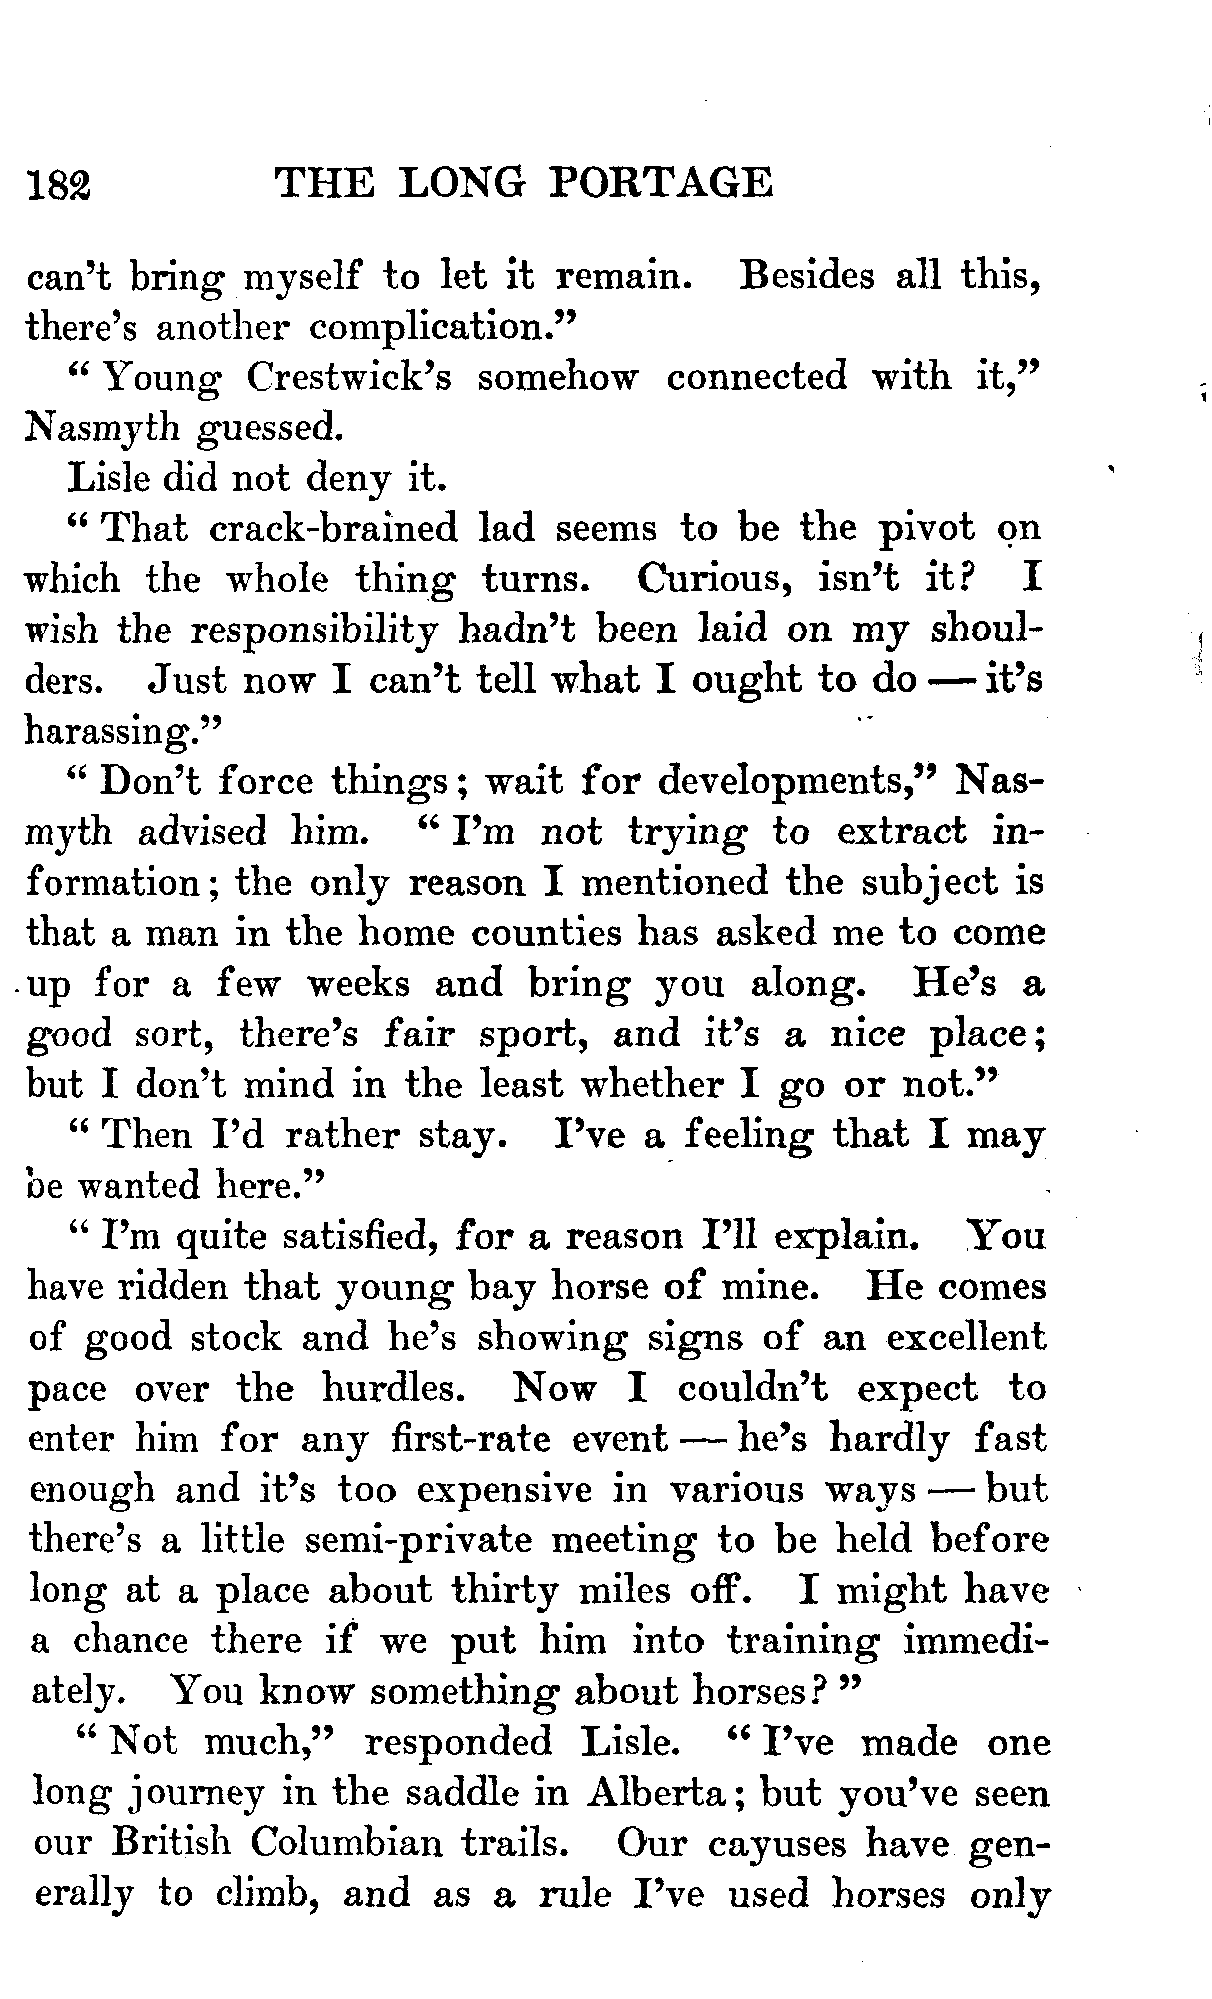 182 THE LONG PORTAGE
can't bring myself to let it remain. Besides all this,
there's another complication."
" Young Crestwick's somehow connected with it,"
Nasmyth guessed.
Lisle did not deny it.
" That crack-brained lad seems to be the pivot on
which the whole thing turns. Curious, isn't it? I
wish the responsibility hadn't been laid on my shoul-
ders. Just now I can't tell what I ought to do — it's
harassing."
" Don't force things; wait for developments," Nas-
myth advised him. " I'm not trying to extract in-
formation; the only reason I mentioned the subject is
that a man in the home counties has asked me to come
up for a few weeks and bring you along. He's a
good sort, there's fair sport, and it's a nice place;
but I don't mind in the least whether I go or not."
" Then I'd rather stay. I've a feeling that I may
be wanted here."
" I'm quite satisfied, for a reason I'll explain. You
have ridden that young bay horse of mine. He comes
of good stock and he's showing signs of an excellent
pace over the hurdles. Now I couldn't expect to
enter him for any first-rate event — he's hardly fast
enough and it's too expensive in various ways — but
there's a little semi-private meeting to be held before
long at a place about thirty miles off. I might have
a chance there if we put him into training immedi-
ately. You know something about horses? "
" Not much," responded Lisle. " I've made one
long journey in the saddle in Alberta; but you've seen
our British Columbian trails. Our cayuses have gen-
erally to climb, and as a rule I've used horses only